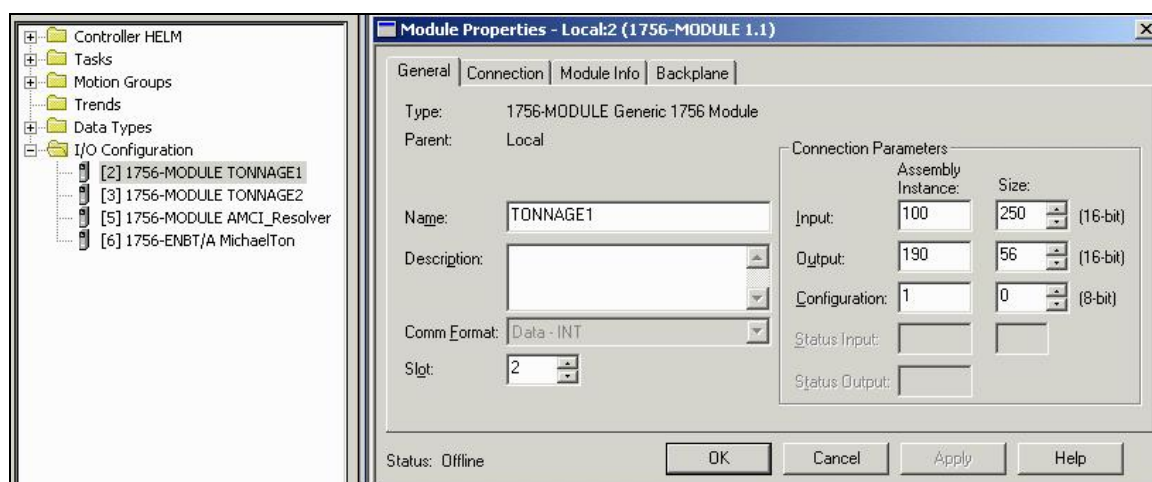 Controller HELM
Tasks
Motion Groups
Trends
Data Types
I/O Configuration
[2] 1756-MODULE TONNAGE1
[3] 1756-MODULE TONNAGE2
[5] 1756-MODULE AMCI_Resolver
[6] 1756-ENBT/A MichaelTon
Module Properties - Local:2 (1756-MODULE 1.1)
General Connection Module Info Backplane
Type: 1756-MODULE Generic 1756 Module
Parent: Local
Connection Parameters
Assembly
Instance: Size:
Name: TONNAGE1
Input: 100 250 (16-bit)
Description:
Output: 190 56 (16-bit)
Configuration: 1 0 (8-bit)
Comm Format: Data - INT
Status Input:
Slot: 2
Status Output:
Status: Offline OK Cancel Apply Help